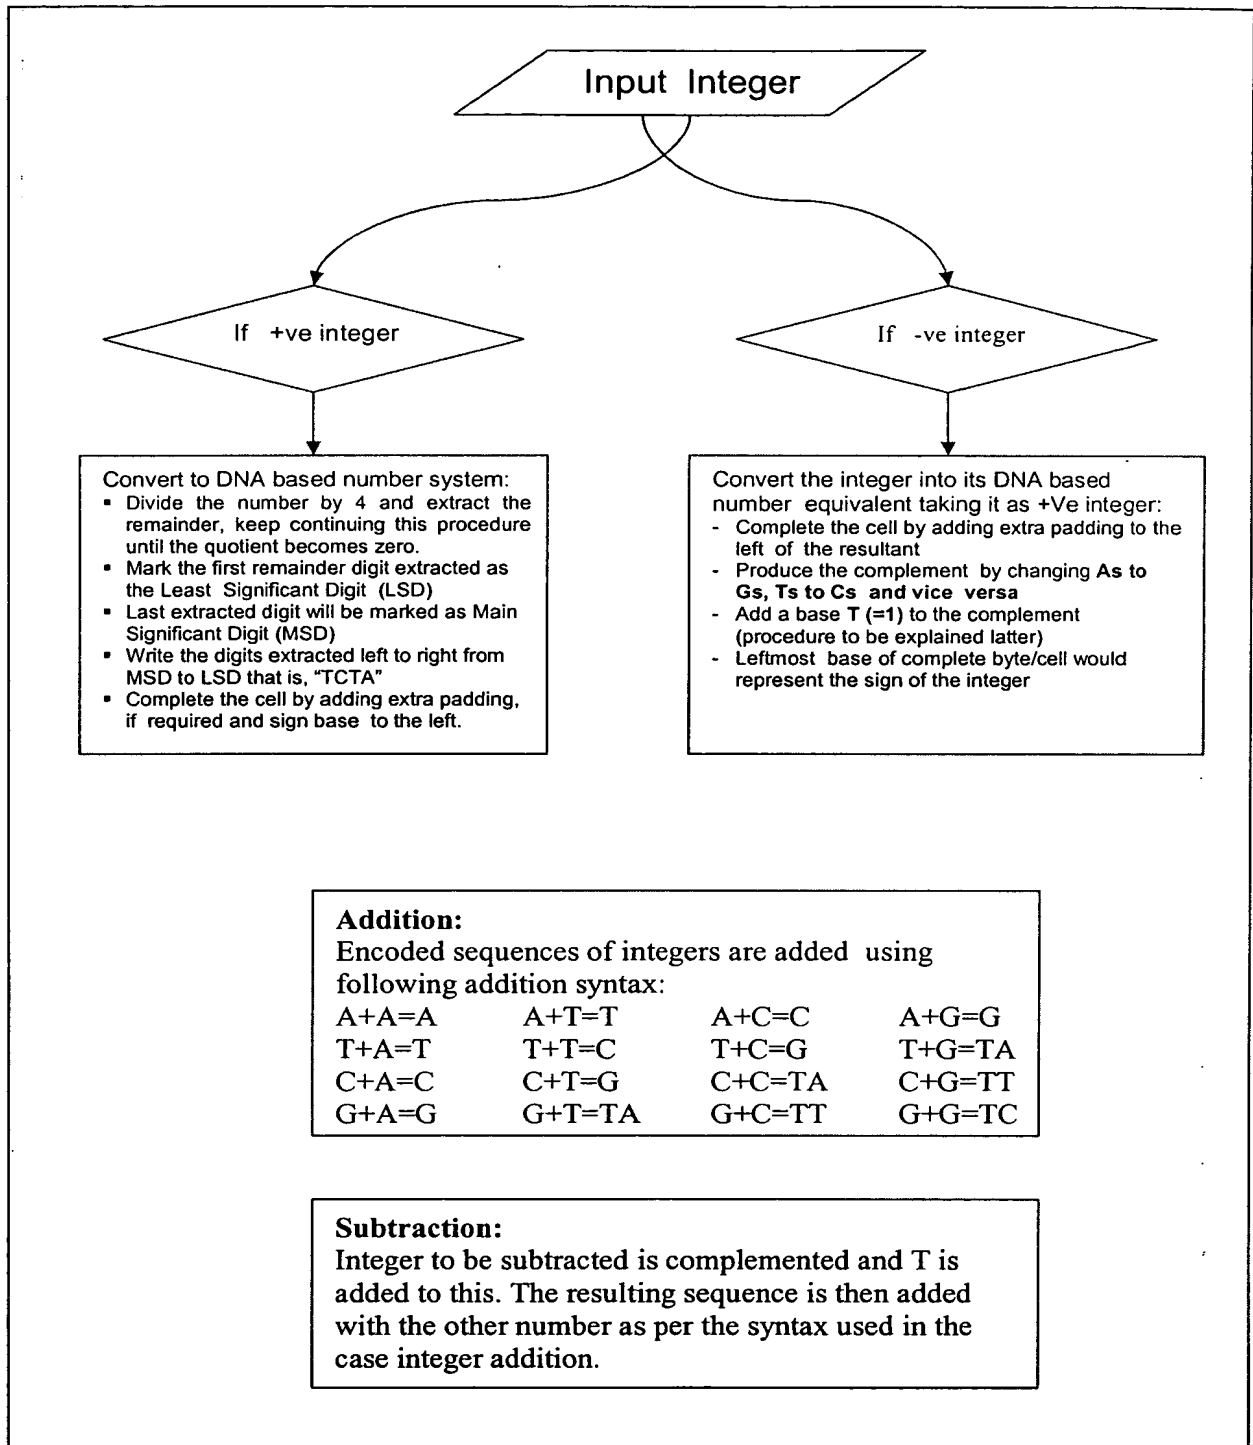 Input Integer
If +ve integer
If -ve integer
Convert to DNA based number system:
▪ Divide the number by 4 and extract the
remainder, keep continuing this procedure
until the quotient becomes zero.
▪ Mark the first remainder digit extracted as
the Least Significant Digit (LSD)
▪ Last extracted digit will be marked as Main
Significant Digit (MSD)
▪ Write the digits extracted left to right from
MSD to LSD that is, "TCTA"
▪ Complete the cell by adding extra padding,
if required and sign base to the left.
Convert the integer into its DNA based
number equivalent taking it as +Ve integer:
- Complete the cell by adding extra padding to the
left of the resultant
- Produce the complement by changing As to
Gs, Ts to Cs and vice versa
- Add a base T (=1) to the complement
(procedure to be explained latter)
- Leftmost base of complete byte/cell would
represent the sign of the integer
Addition:
Encoded sequences of integers are added using
following addition syntax:
A+A=A A+T=T A+C=C A+G=G
T+A=T T+T=C T+C=G T+G=TA
C+A=C C+T=G C+C=TA C+G=TT
G+A=G G+T=TA G+C=TT G+G=TC
Subtraction:
Integer to be subtracted is complemented and T is
added to this. The resulting sequence is then added
with the other number as per the syntax used in the
case integer addition.